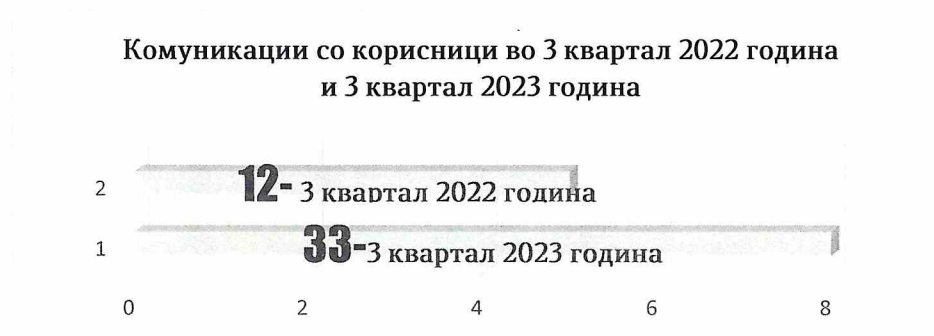 Комуникации со корисници во 3 квартал 2022 година
и 3 квартал 2023 година
2
12- 3 квартал 2022 година
1
33-3 квартал 2023 година
0 2 4 6 8